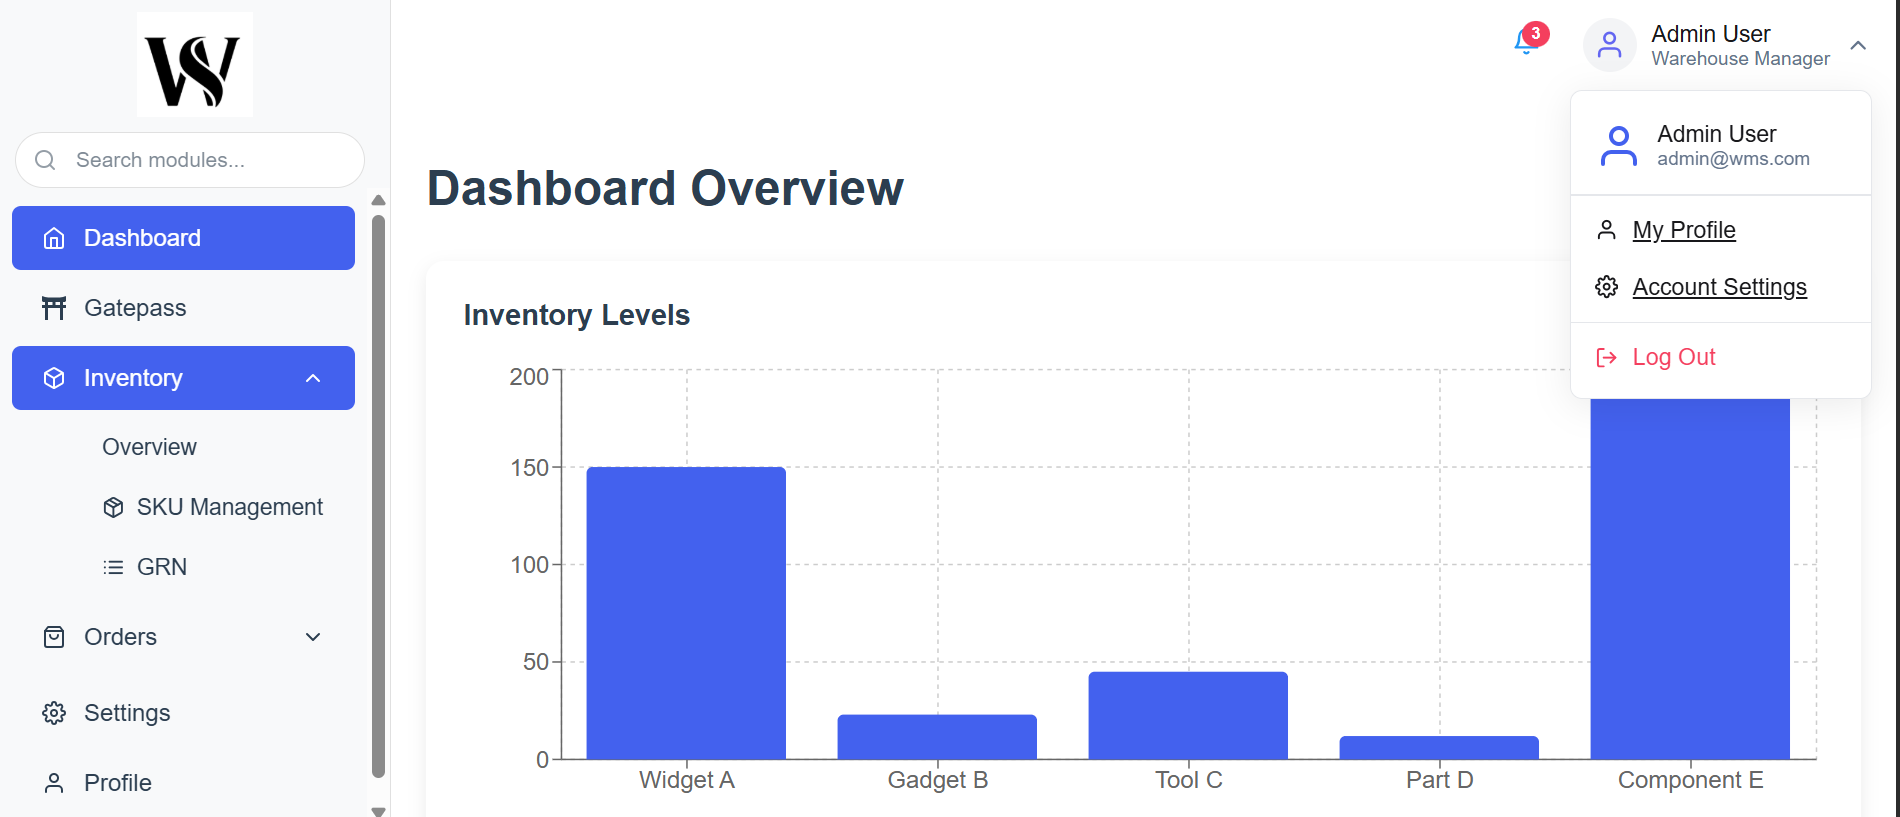 WS
Search modules...
Dashboard
Gatepass
Inventory
Overview
SKU Management
GRN
Orders
Settings
Profile
3
Admin User
Warehouse Manager
Admin User
admin@wms.com
My Profile
Account Settings
Log Out
Dashboard Overview
Inventory Levels
200
150
100
50
0
Widget A
Gadget B
Tool C
Part D
Component E